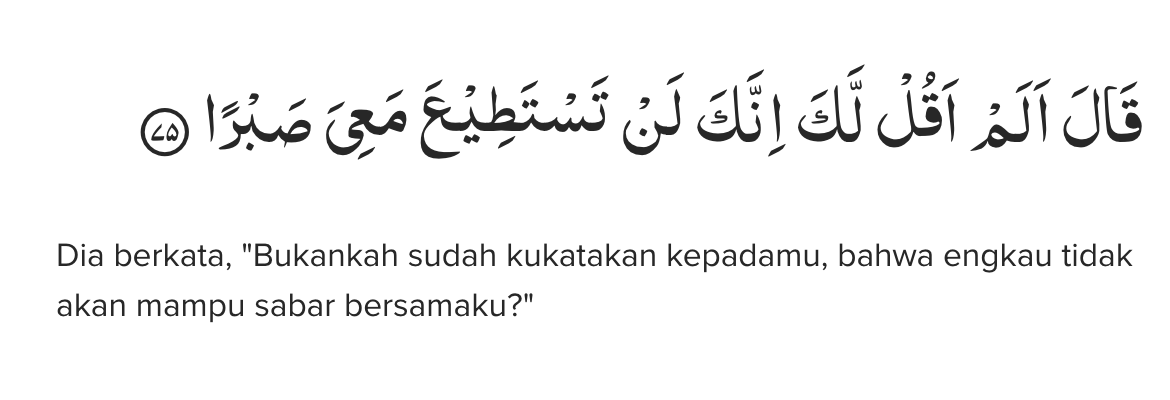 قَالَ اَلَمْ اَقُلْ لَّكَ اِنَّكَ لَنْ تَسْتَطِيْعَ مَعِيَ صَبْرًا ۝٧٥
Dia berkata, "Bukankah sudah kukatakan kepadamu, bahwa engkau tidak
akan mampu sabar bersamaku?"